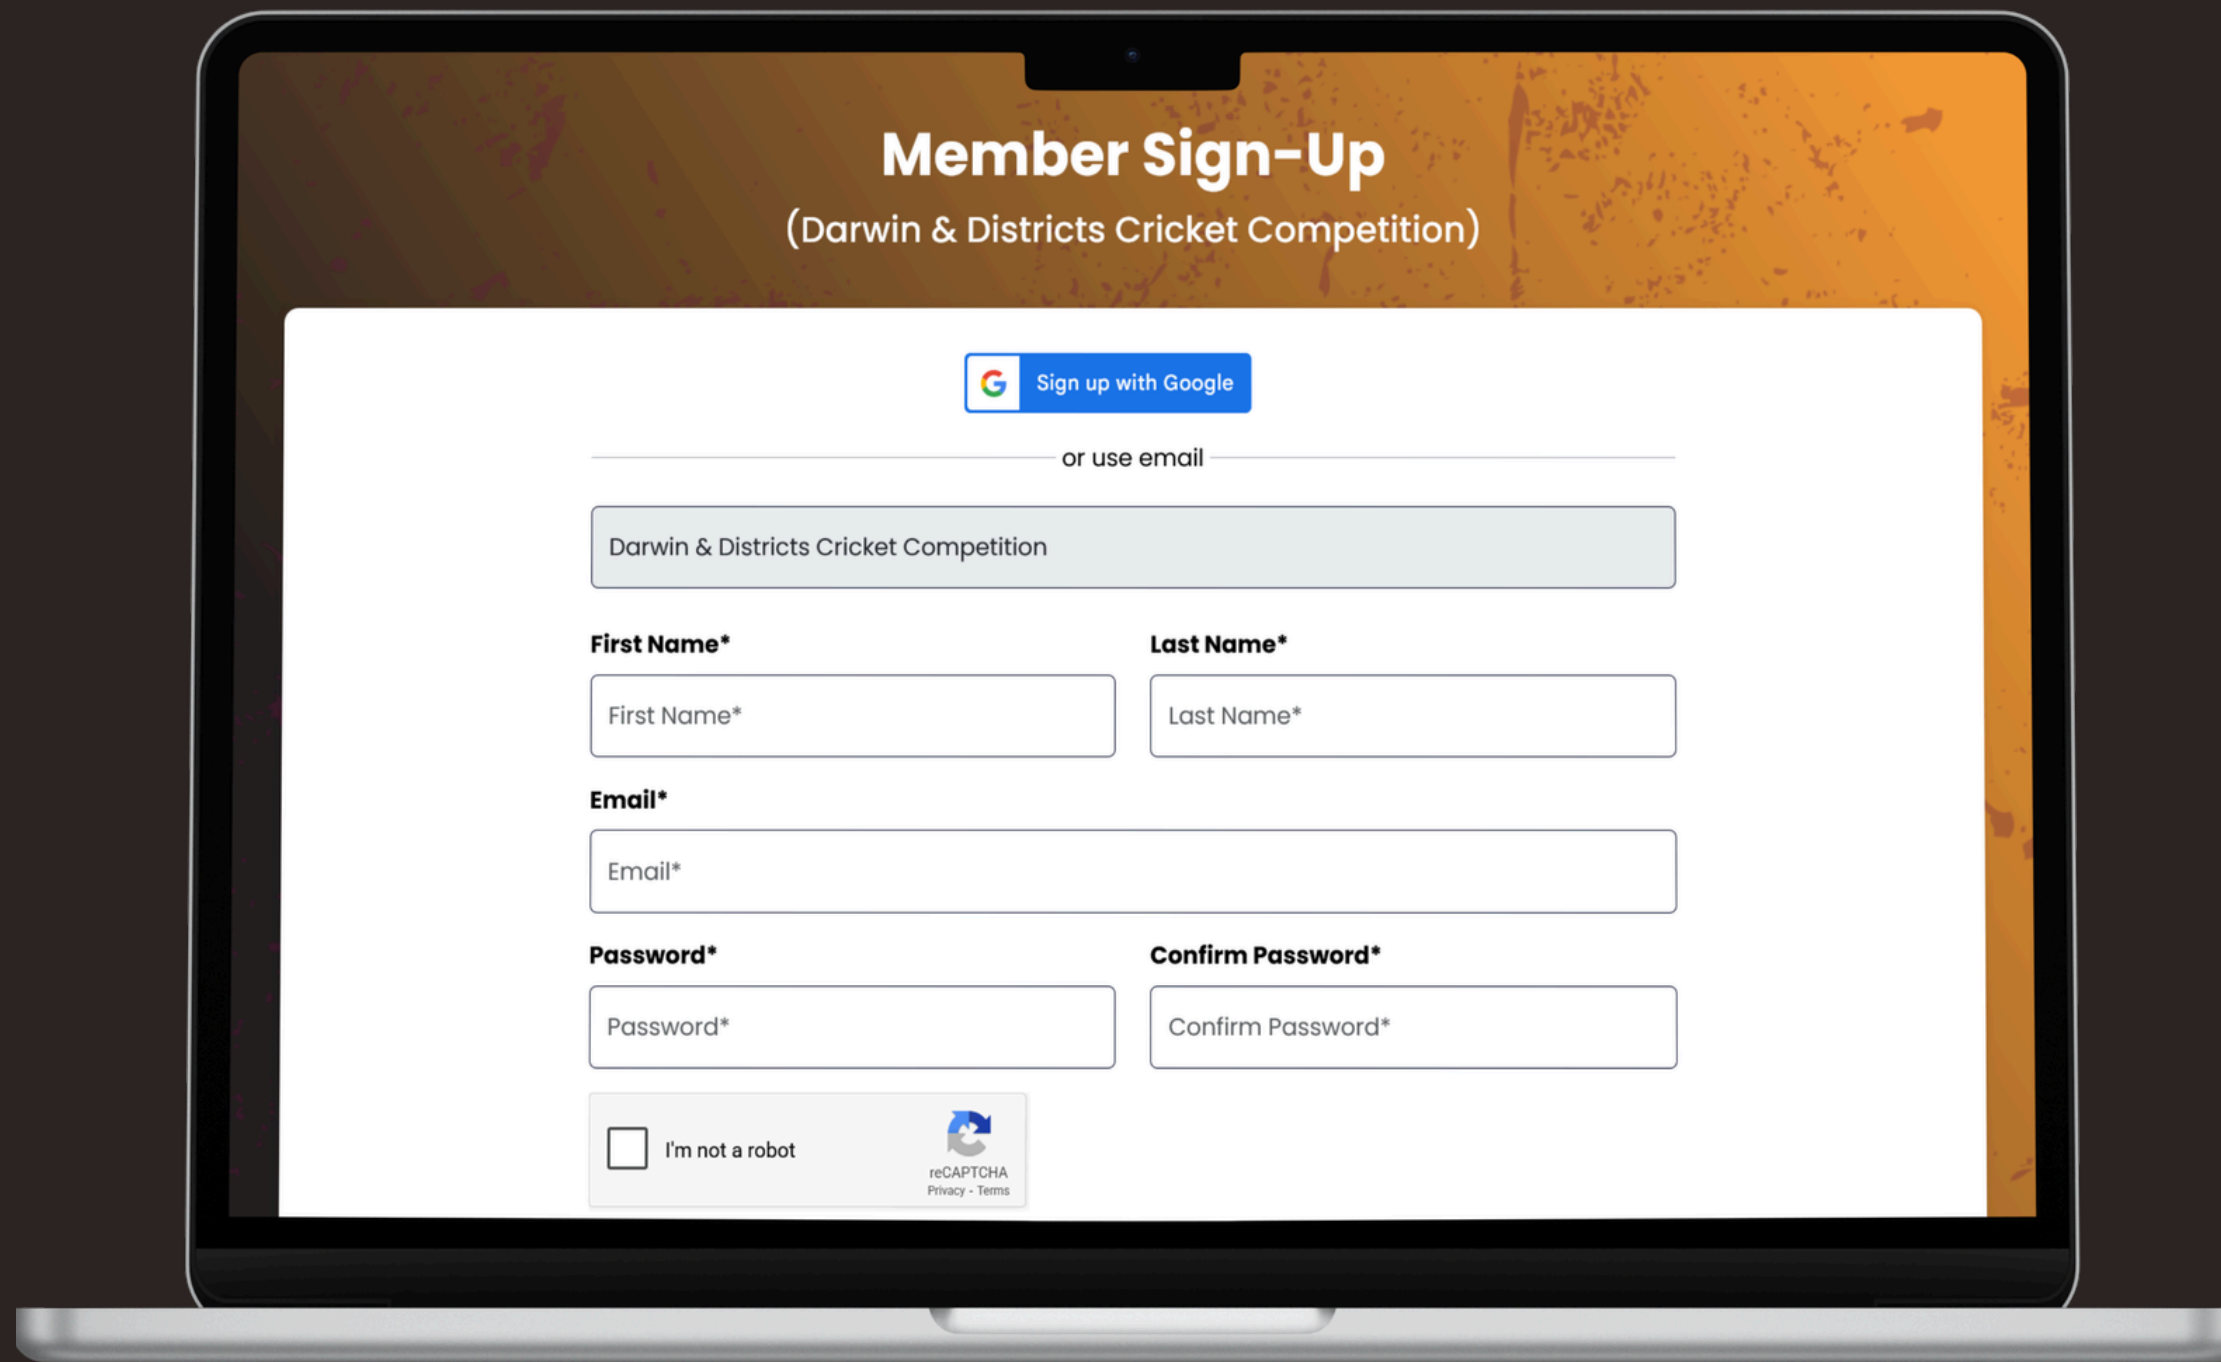 Member Sign-Up
(Darwin & Districts Cricket Competition)
Sign up with Google
or use email
Darwin & Districts Cricket Competition
First Name* Last Name*
First Name* Last Name*
Email*
Email*
Password* Confirm Password*
Password* Confirm Password*
I'm not a robot
reCAPTCHA
Privacy - Terms